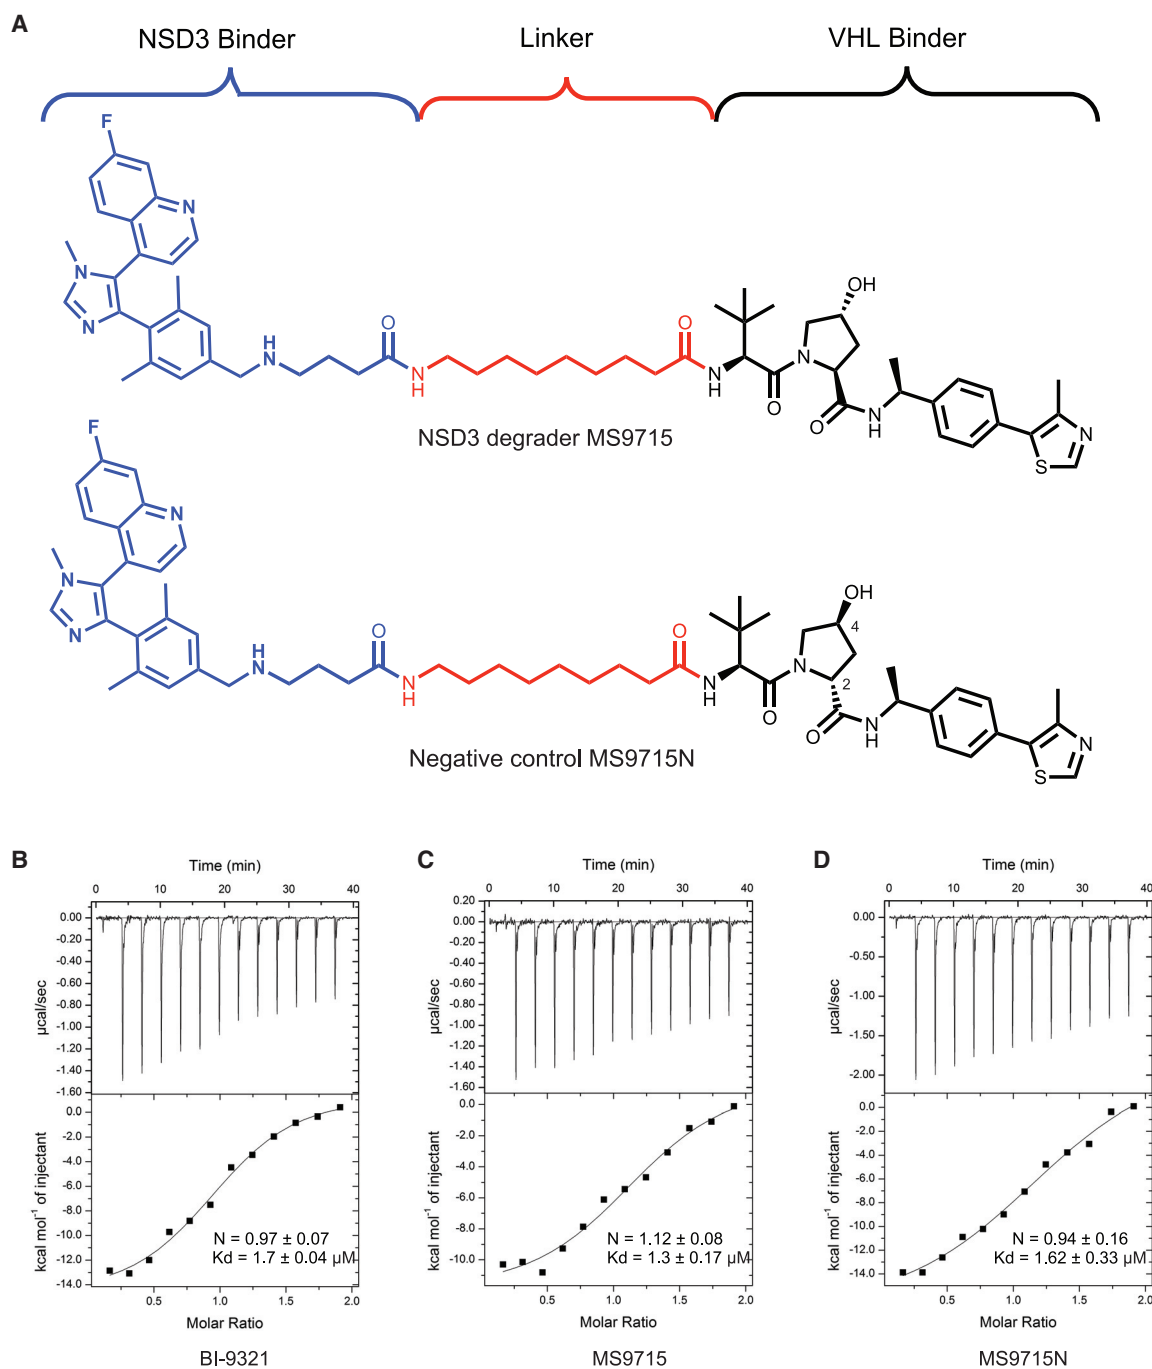 A
NSD3 Binder Linker VHL Binder
F
N
N
N
H
N
O
N
H
O
N
H
O
N
OH
O
N
H
S
N
NSD3 degrader MS9715
F
N
N
N
H
N
O
N
H
O
N
H
O
N
OH
4
2
O
N
H
S
N
Negative control MS9715N
B
Time (min)
0 10 20 30 40
0.00
-0.20
-0.40
-0.60
-0.80
-1.00
-1.20
-1.40
-1.60
µcal/sec
0.0
-2.0
-4.0
-6.0
-8.0
-10.0
-12.0
-14.0
kcal mol⁻¹ of injectant
N = 0.97 ± 0.07
Kd = 1.7 ± 0.04 µM
0.5 1.0 1.5 2.0
Molar Ratio
BI-9321
C
Time (min)
0 10 20 30 40
0.20
0.00
-0.20
-0.40
-0.60
-0.80
-1.00
-1.20
-1.40
-1.60
µcal/sec
0.0
-2.0
-4.0
-6.0
-8.0
-10.0
kcal mol⁻¹ of injectant
N = 1.12 ± 0.08
Kd = 1.3 ± 0.17 µM
0.5 1.0 1.5 2.0
Molar Ratio
MS9715
D
Time (min)
0 10 20 30 40
0.00
-0.50
-1.00
-1.50
-2.00
µcal/sec
0.0
-2.0
-4.0
-6.0
-8.0
-10.0
-12.0
-14.0
kcal mol⁻¹ of injectant
N = 0.94 ± 0.16
Kd = 1.62 ± 0.33 µM
0.5 1.0 1.5 2.0
Molar Ratio
MS9715N